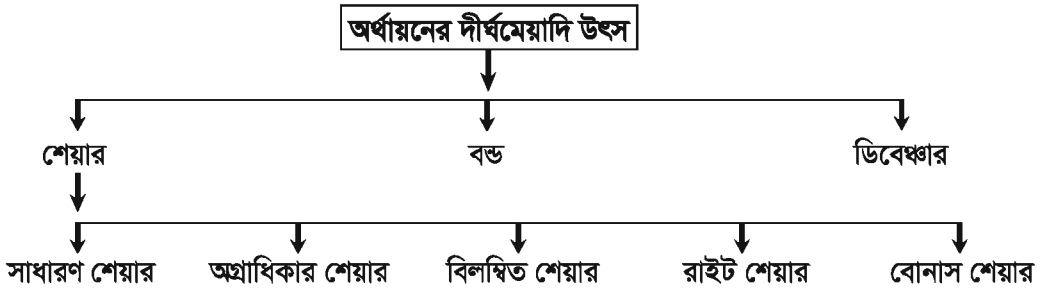 অর্থায়নের দীর্ঘমেয়াদি উৎস
শেয়ার বন্ড ডিবেঞ্চার
সাধারণ শেয়ার অগ্রাধিকার শেয়ার বিলম্বিত শেয়ার রাইট শেয়ার বোনাস শেয়ার